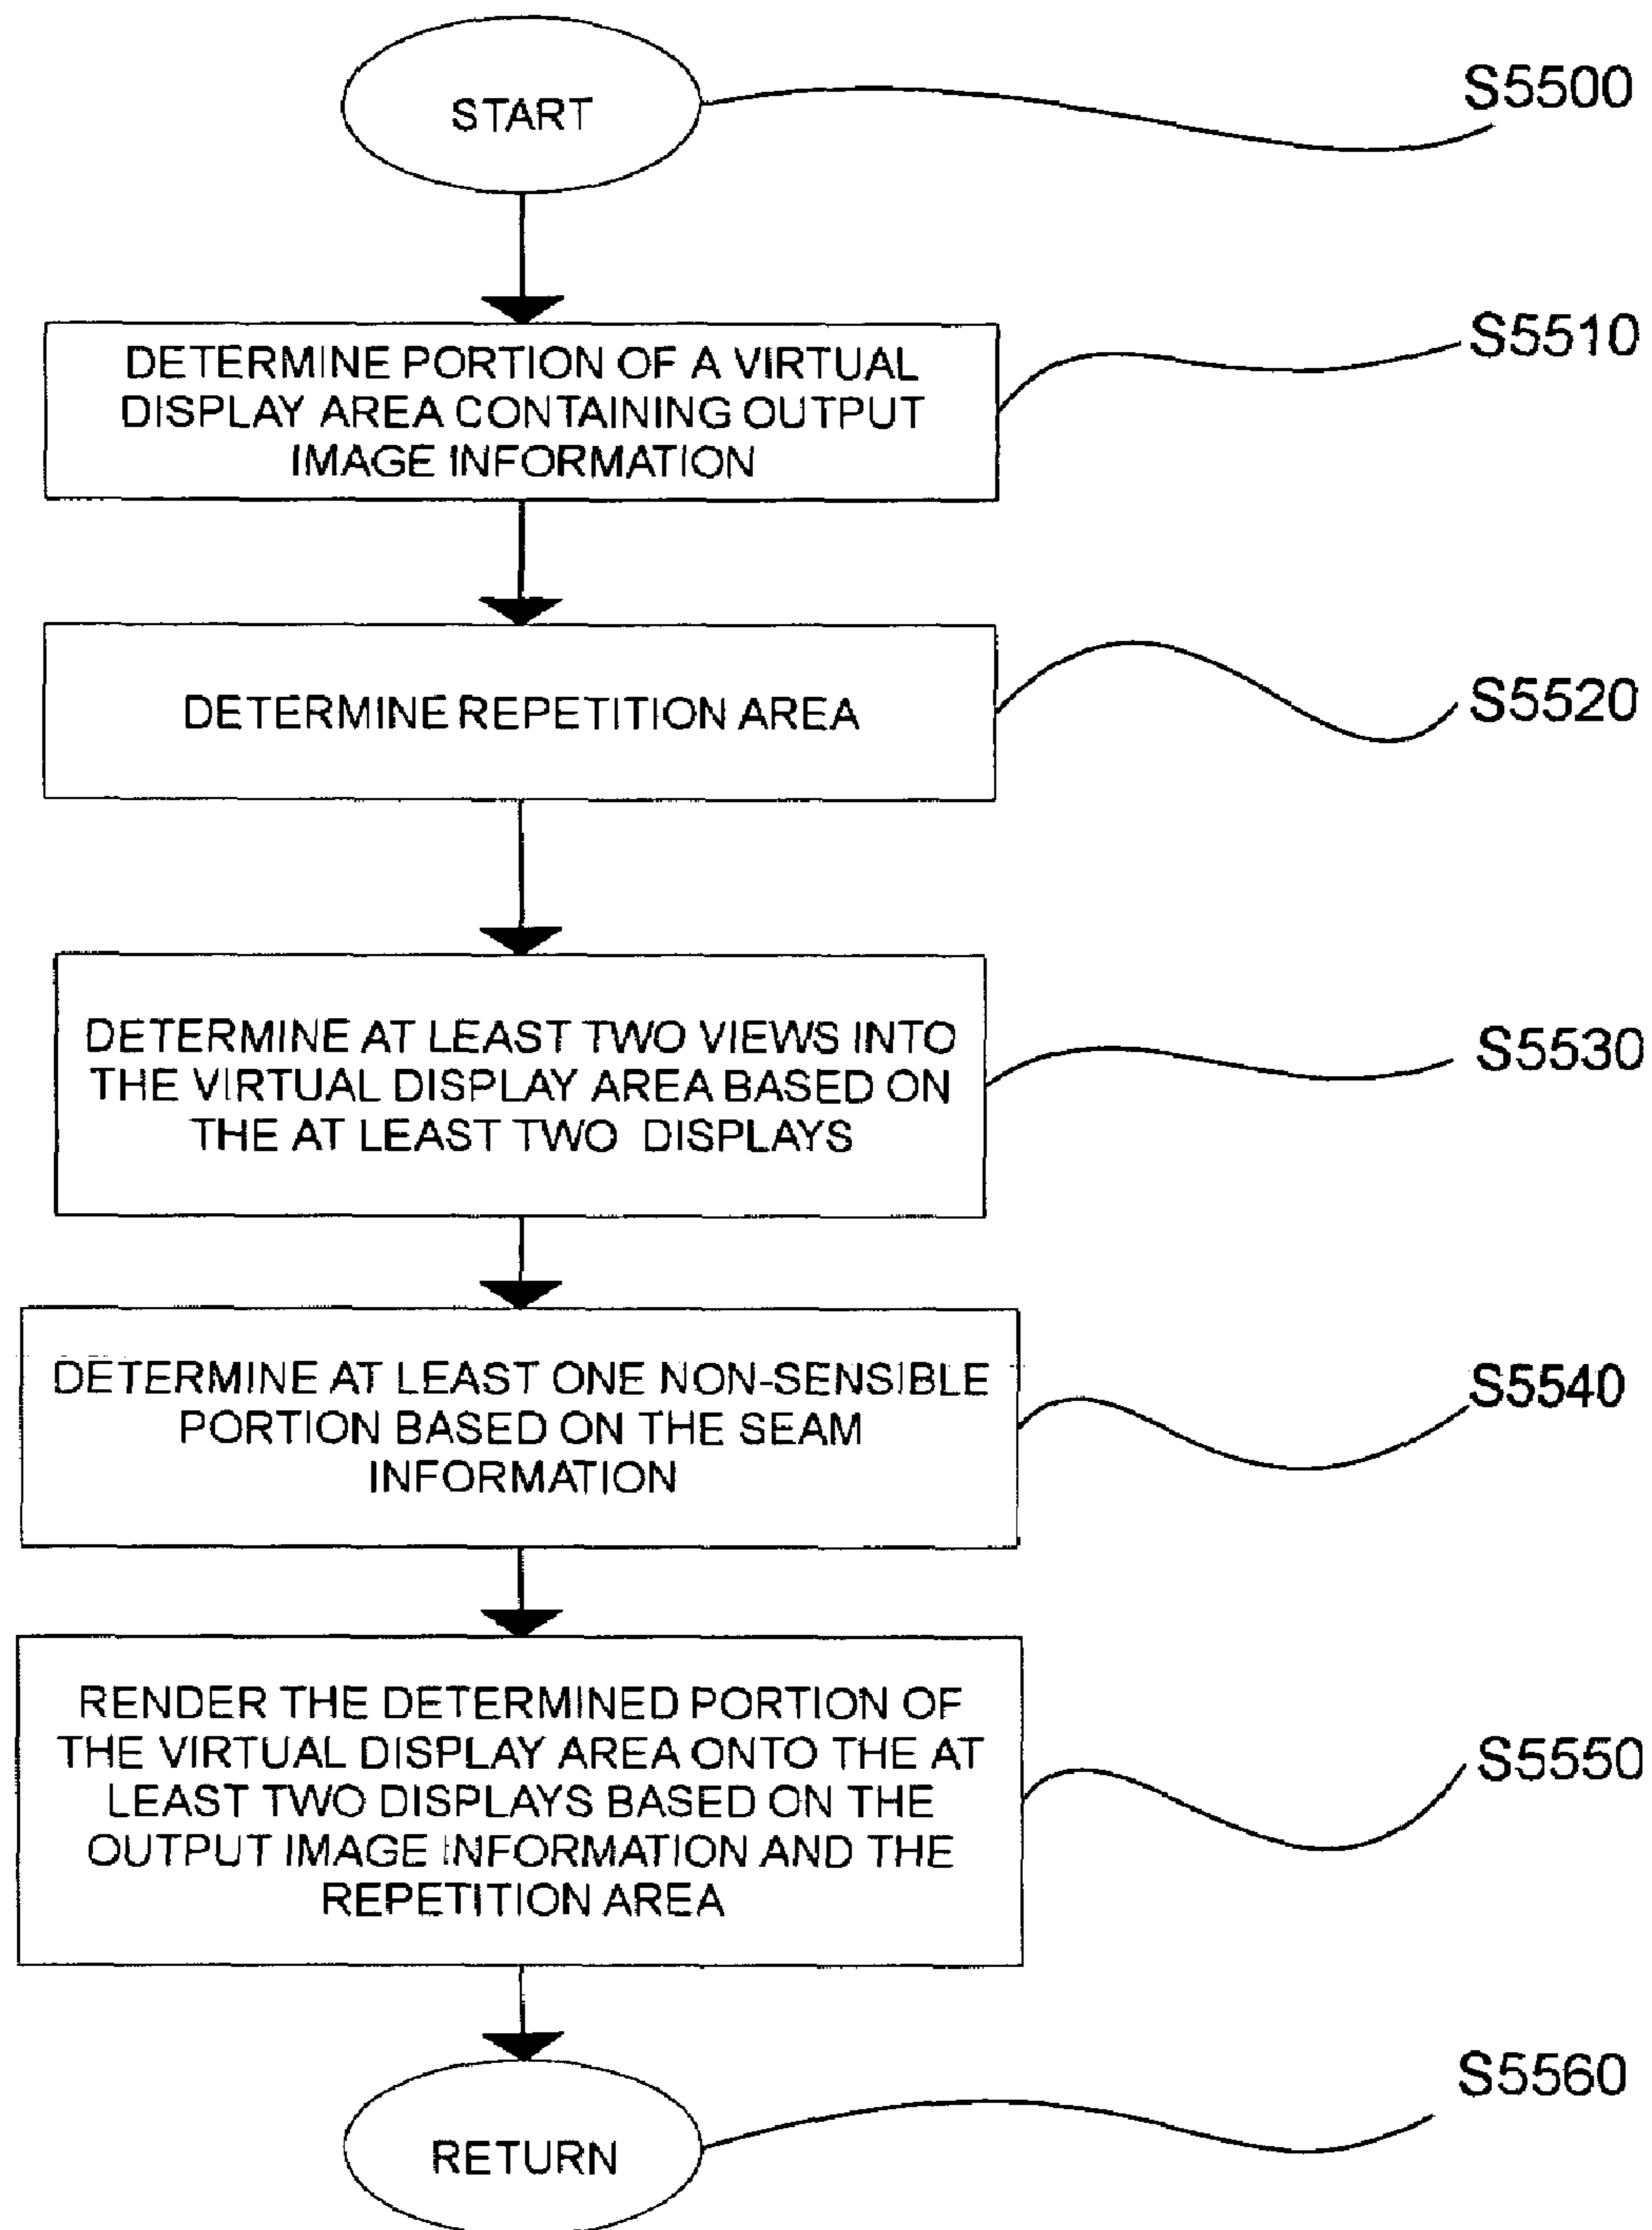 START
S5500
DETERMINE PORTION OF A VIRTUAL
DISPLAY AREA CONTAINING OUTPUT
IMAGE INFORMATION
S5510
DETERMINE REPETITION AREA
S5520
DETERMINE AT LEAST TWO VIEWS INTO
THE VIRTUAL DISPLAY AREA BASED ON
THE AT LEAST TWO DISPLAYS
S5530
DETERMINE AT LEAST ONE NON-SENSIBLE
PORTION BASED ON THE SEAM
INFORMATION
S5540
RENDER THE DETERMINED PORTION OF
THE VIRTUAL DISPLAY AREA ONTO THE AT
LEAST TWO DISPLAYS BASED ON THE
OUTPUT IMAGE INFORMATION AND THE
REPETITION AREA
S5550
RETURN
S5560